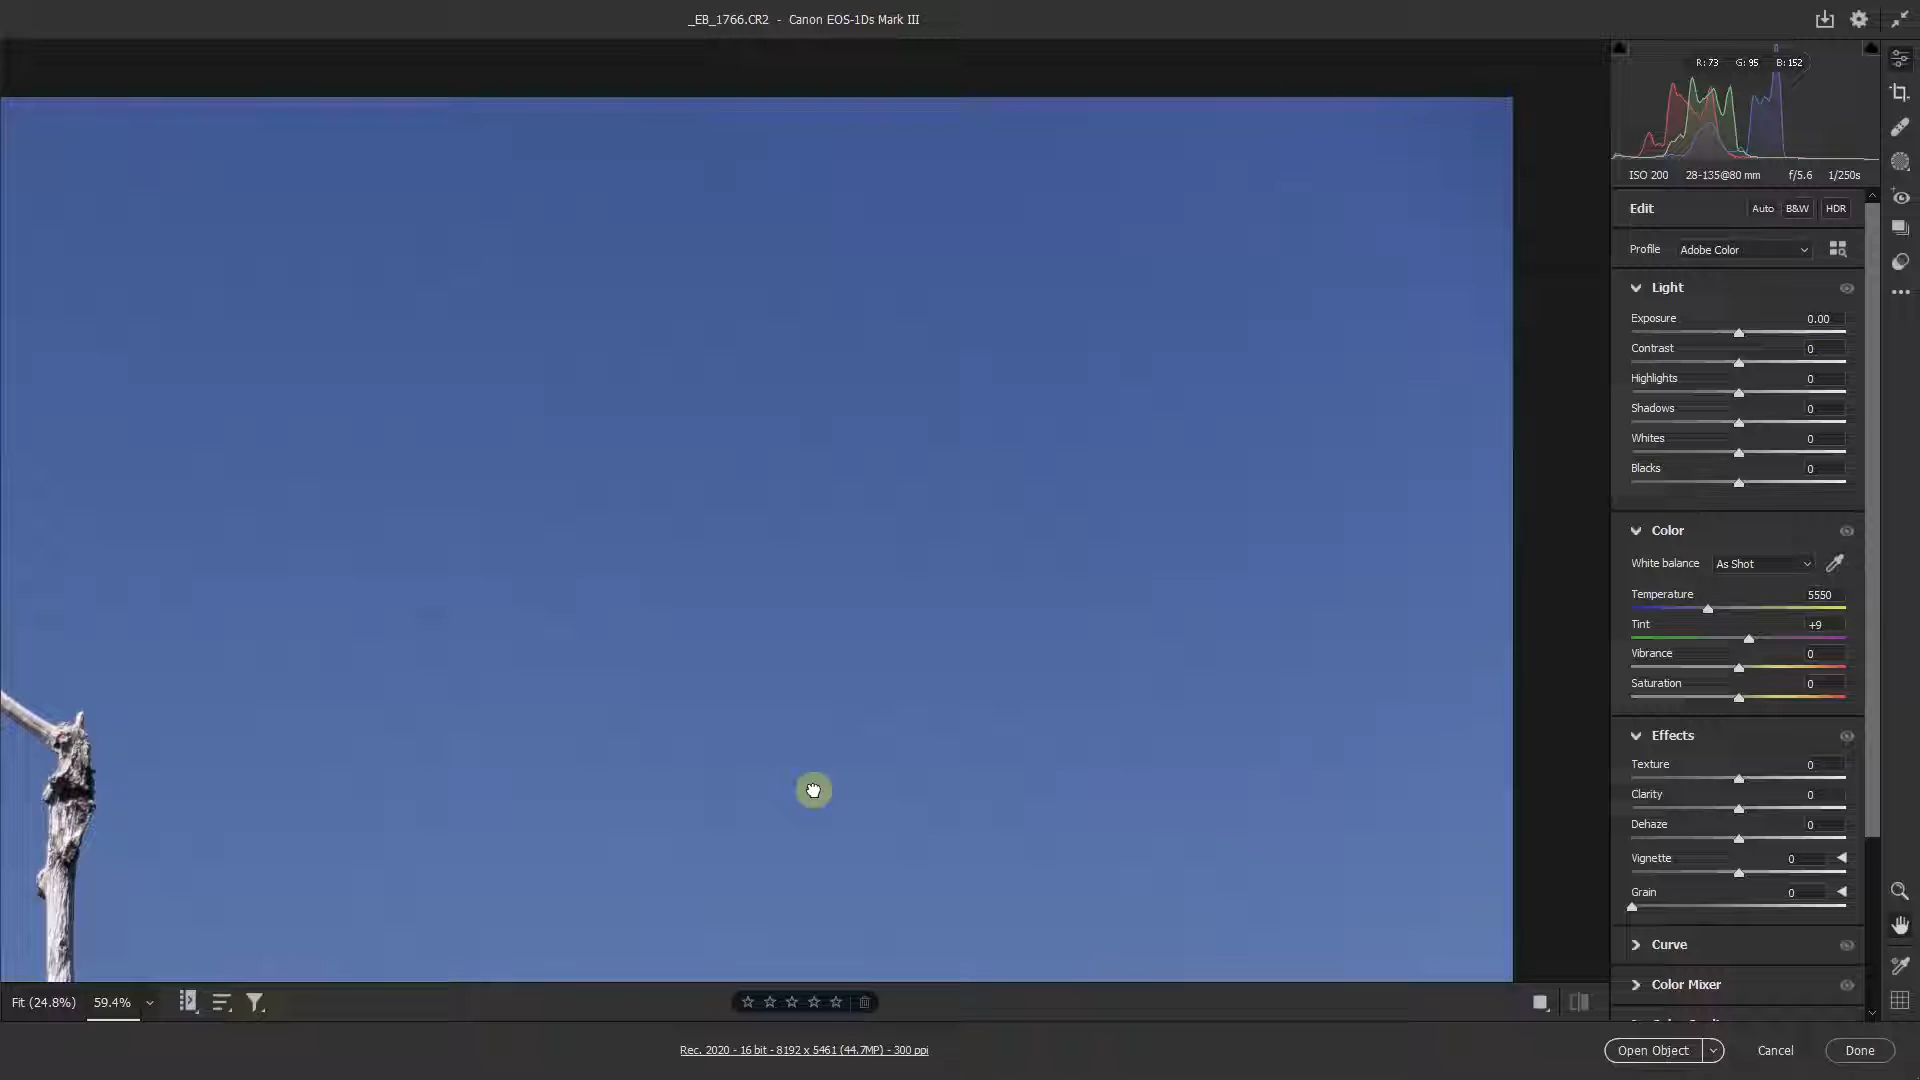 _EB_1766.CR2 - Canon EOS-1Ds Mark III
R: 73 G: 95 B: 152
ISO 200 28-135@80 mm f/5.6 1/250s
Edit Auto B&W HDR
Profile Adobe Color
Light
Exposure 0.00
Contrast 0
Highlights 0
Shadows 0
Whites 0
Blacks 0
Color
White balance As Shot
Temperature 5550
Tint +9
Vibrance 0
Saturation 0
Effects
Texture 0
Clarity 0
Dehaze 0
Vignette 0
Grain 0
Curve
Color Mixer
Fit (24.8%) 59.4%
Rec. 2020 - 16 bit - 8192 x 5461 (44.7MP) - 300 ppi
Open Object Cancel Done